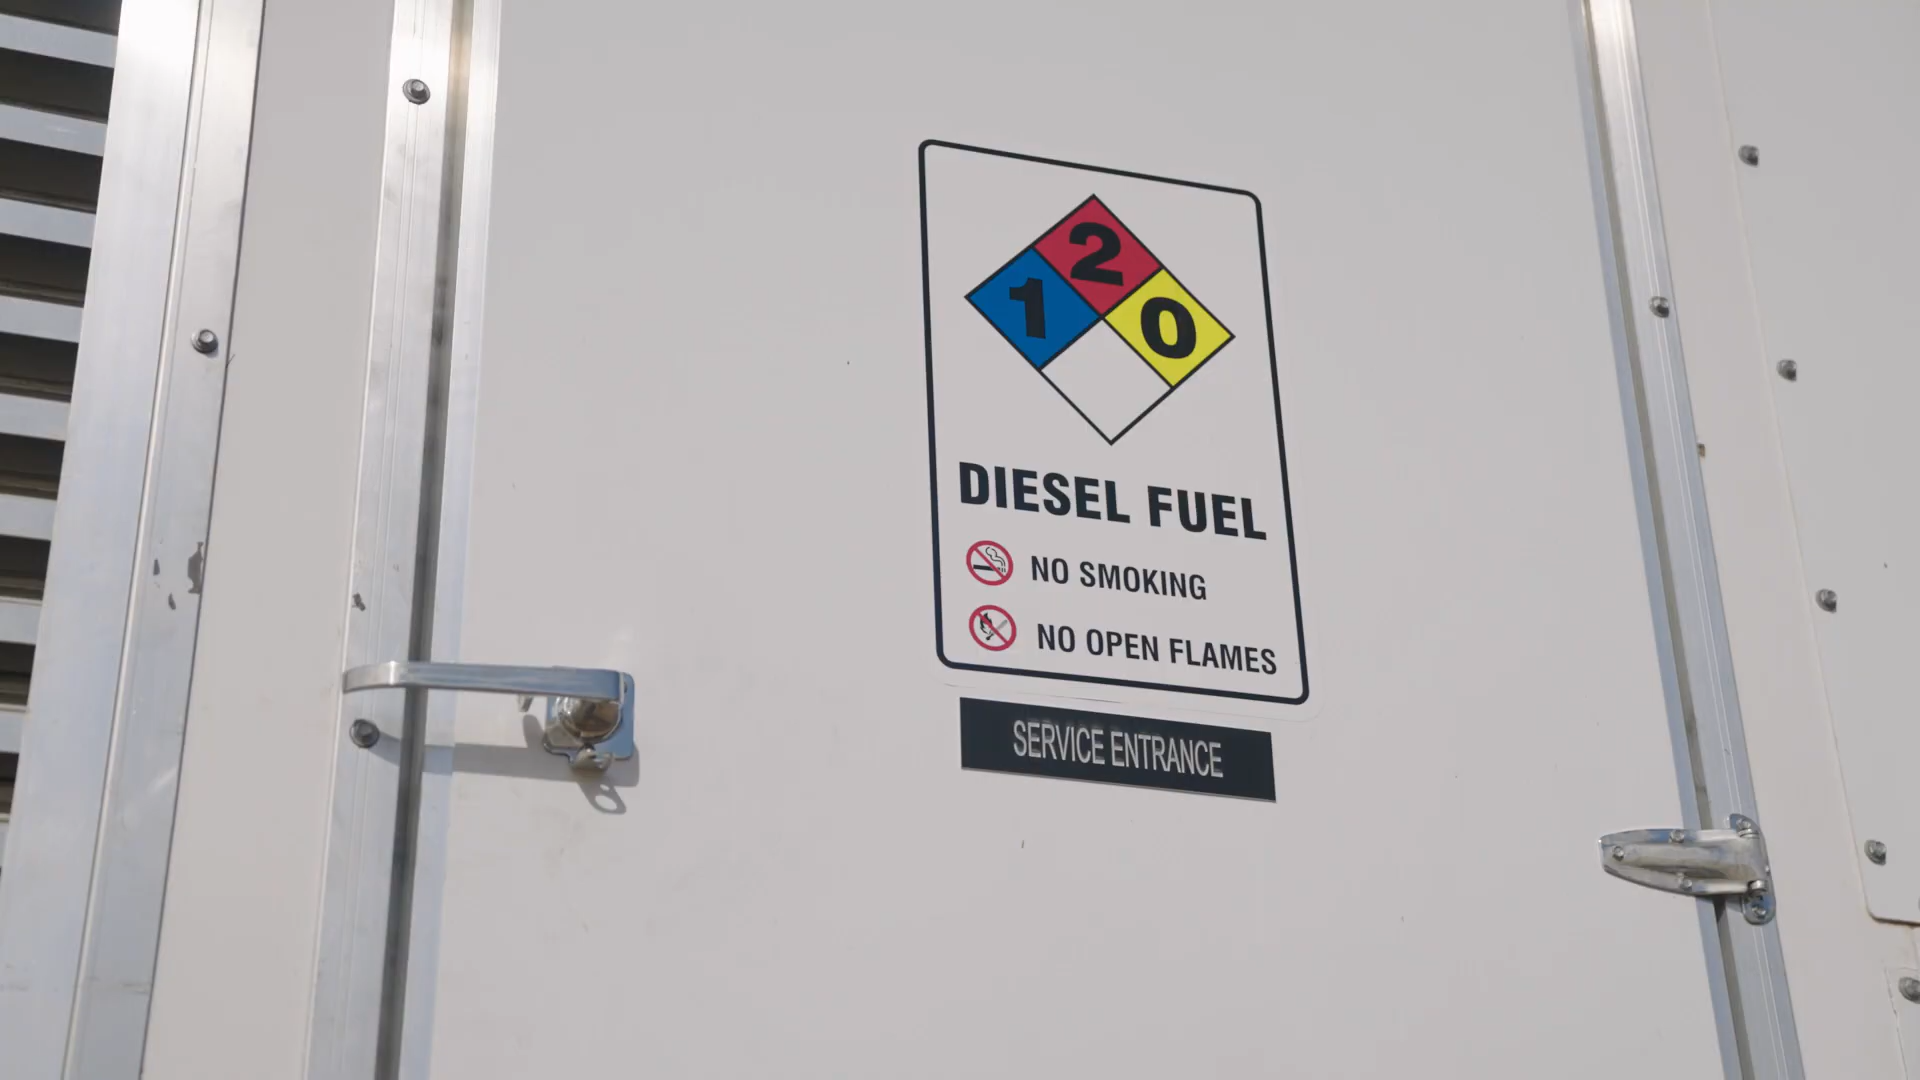 2
1
0
DIESEL FUEL
NO SMOKING
NO OPEN FLAMES
SERVICE ENTRANCE